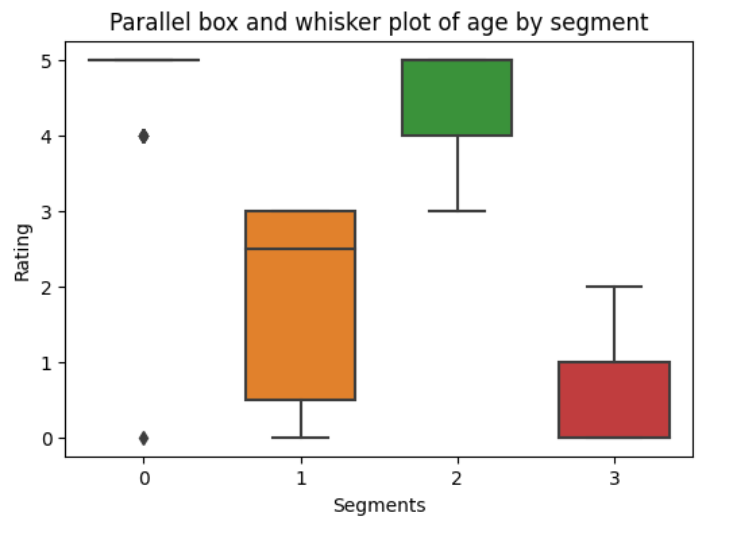 Parallel box and whisker plot of age by segment
5
4
3
2
1
0
Rating
0 1 2 3
Segments